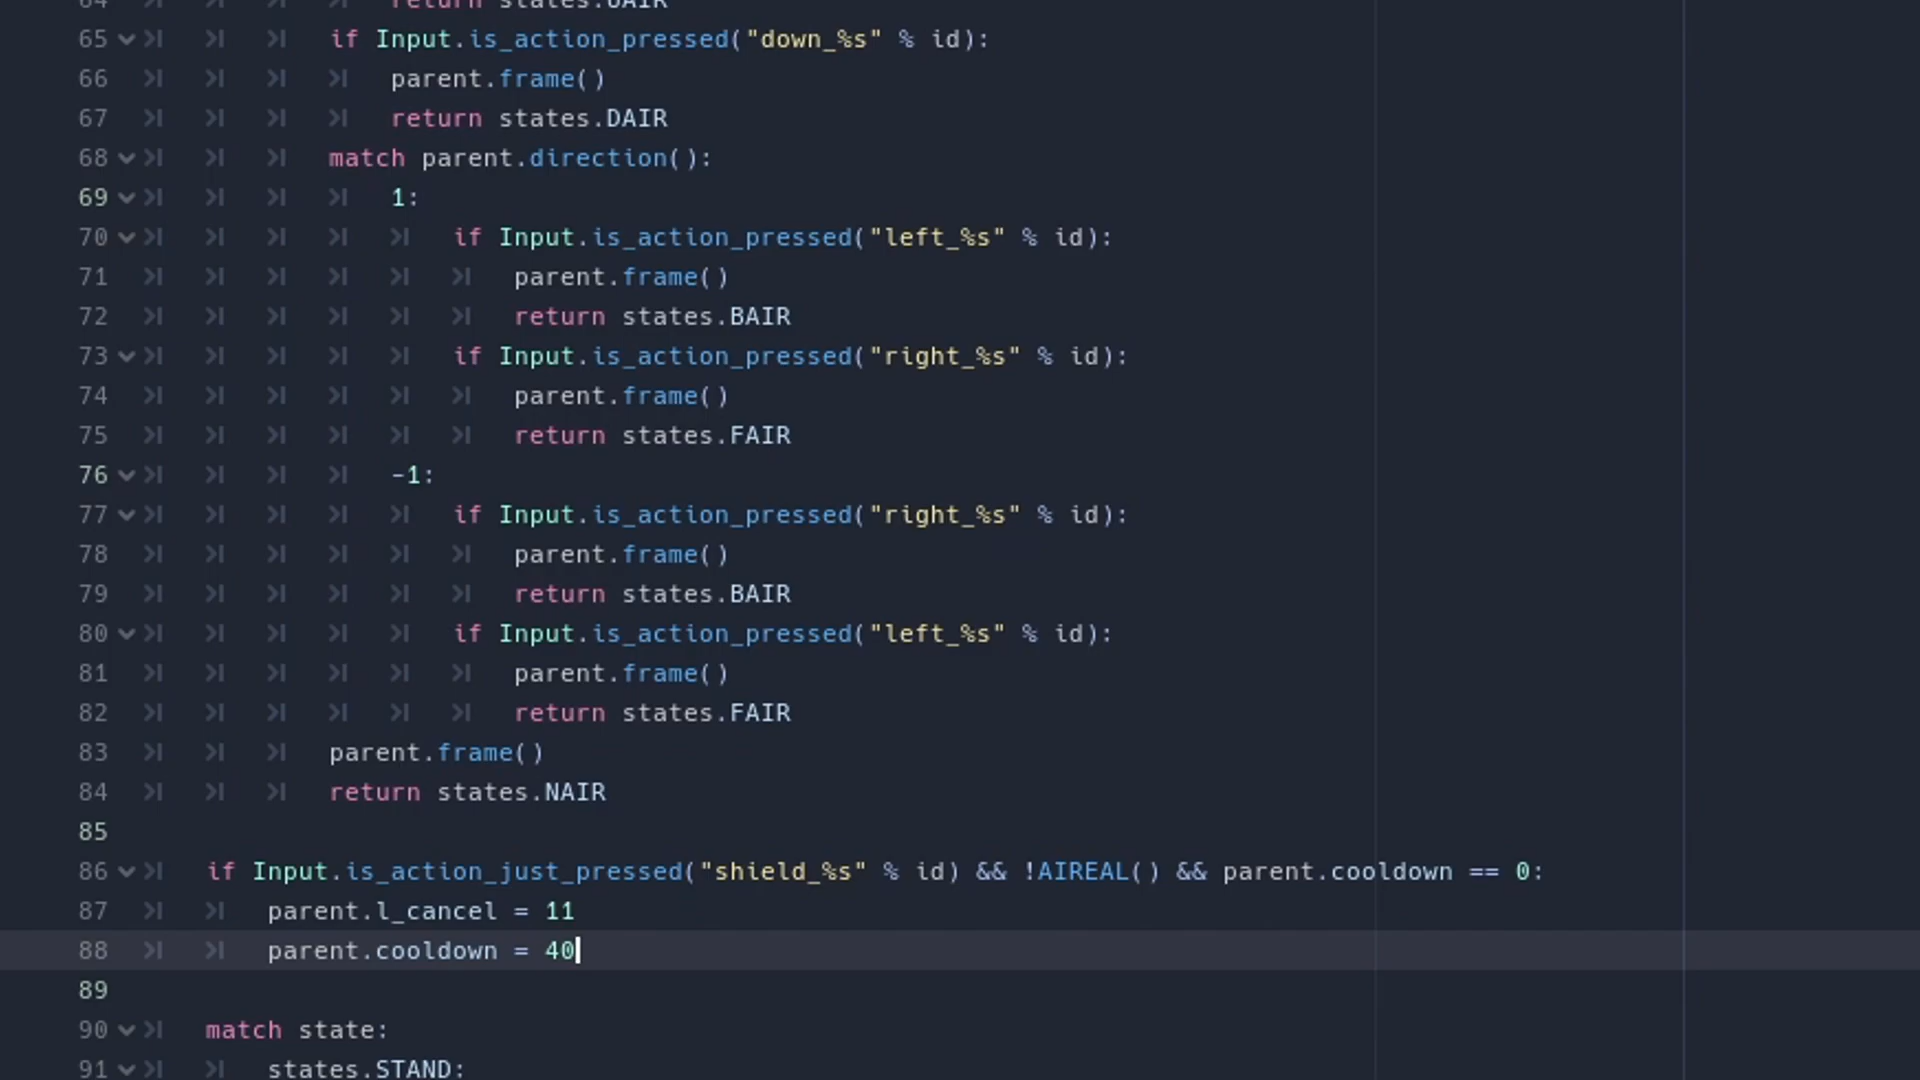 64 return states.UAIR
65 if Input.is_action_pressed("down_%s" % id):
66 parent.frame()
67 return states.DAIR
68 match parent.direction():
69 1:
70 if Input.is_action_pressed("left_%s" % id):
71 parent.frame()
72 return states.BAIR
73 if Input.is_action_pressed("right_%s" % id):
74 parent.frame()
75 return states.FAIR
76 -1:
77 if Input.is_action_pressed("right_%s" % id):
78 parent.frame()
79 return states.BAIR
80 if Input.is_action_pressed("left_%s" % id):
81 parent.frame()
82 return states.FAIR
83 parent.frame()
84 return states.NAIR
85
86 if Input.is_action_just_pressed("shield_%s" % id) && !AIREAL() && parent.cooldown == 0:
87 parent.l_cancel = 11
88 parent.cooldown = 40
89
90 match state:
91 states.STAND: